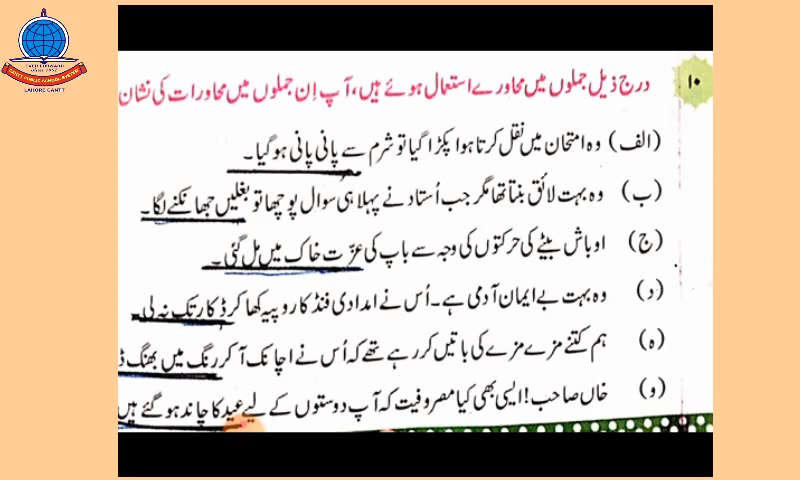 LAHORE CANTT
۱۰
درج ذیل جملوں میں محاورے استعمال ہوئے ہیں، آپ اِن جملوں میں محاورات کی نشان
(الف) وہ امتحان میں نقل کرتا ہوا پکڑا گیا تو شرم سے پانی پانی ہو گیا۔
(ب) وہ بہت لائق بنتا تھا مگر جب اُستاد نے پہلا ہی سوال پوچھا تو بغلیں جھانکنے لگا۔
(ج) اوباش بیٹے کی حرکتوں کی وجہ سے باپ کی عزّت خاک میں مل گئی۔
(د) وہ بہت بے ایمان آدمی ہے۔ اُس نے امدادی فنڈ کا روپیہ کھا کر ڈکار تک نہ لی۔
(ہ) ہم کتنے مزے مزے کی باتیں کر رہے تھے کہ اُس نے اچانک آ کر رنگ میں بھنگ ڈ
(و) خاں صاحب! ایسی بھی کیا مصروفیت کہ آپ دوستوں کے لیے عید کا چاند ہو گئے ہیں